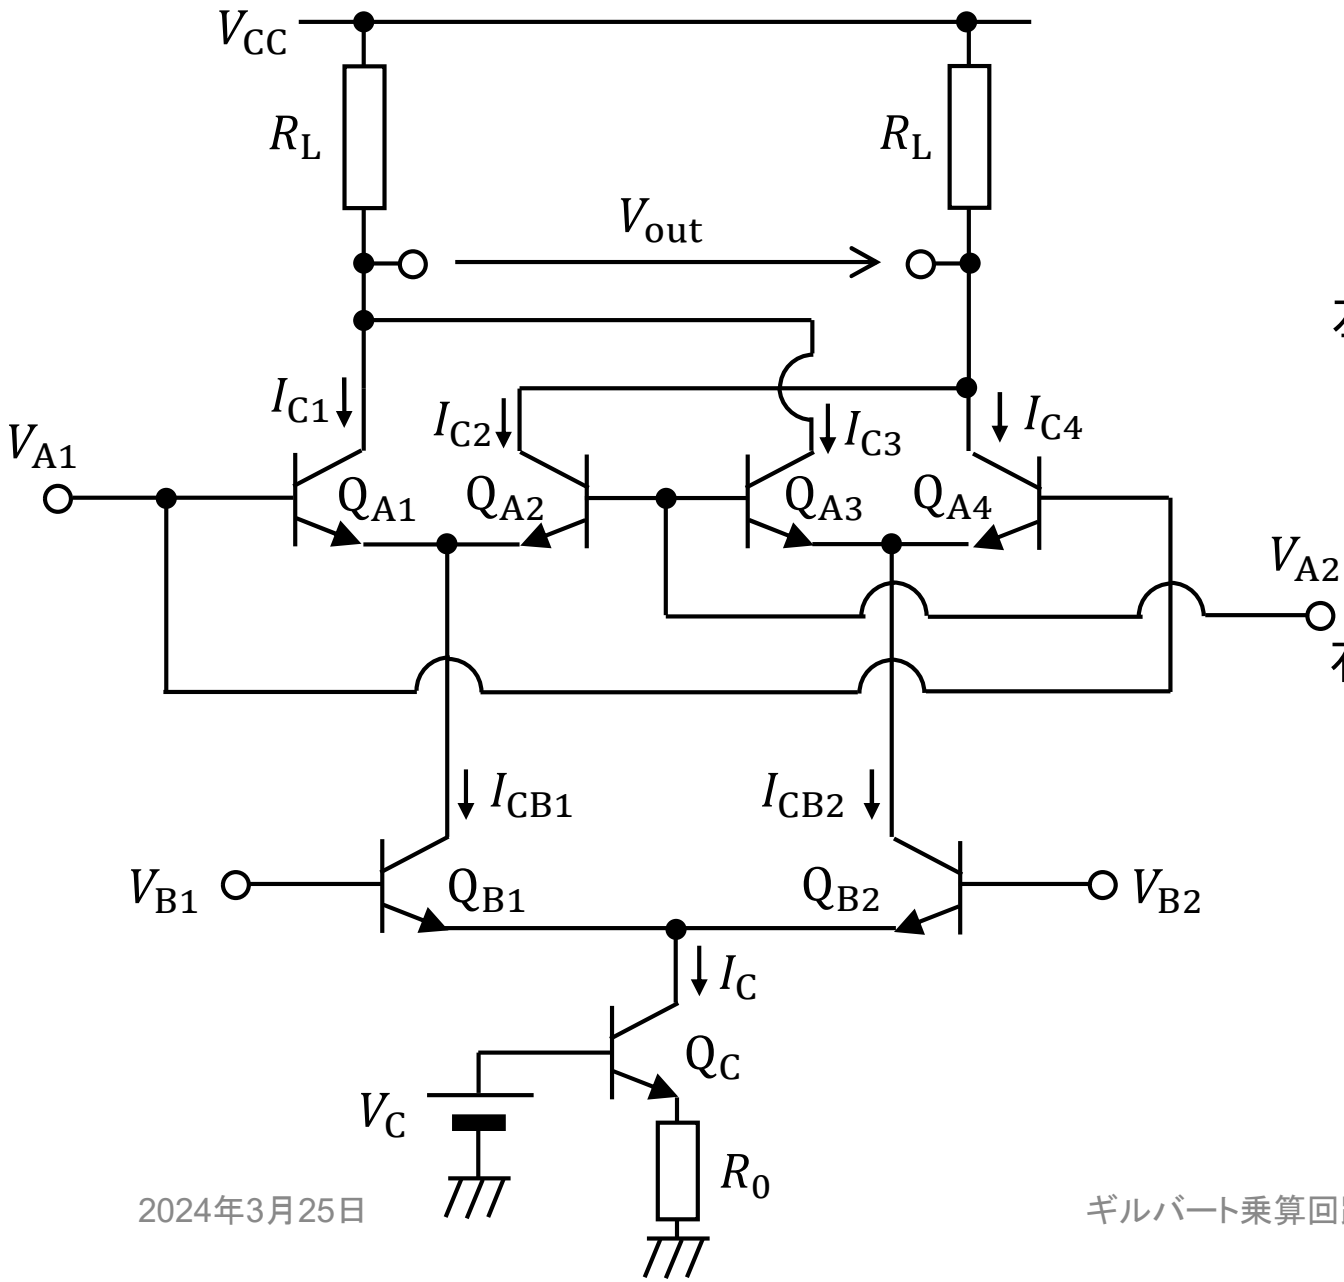 V_CC
R_L
R_L
V_out
I_C1
I_C2
I_C3
I_C4
V_A1
Q_A1
Q_A2
Q_A3
Q_A4
V_A2
I_CB1
I_CB2
V_B1
Q_B1
Q_B2
V_B2
I_C
Q_C
V_C
R_0
2024年3月25日
ギルバート乗算回